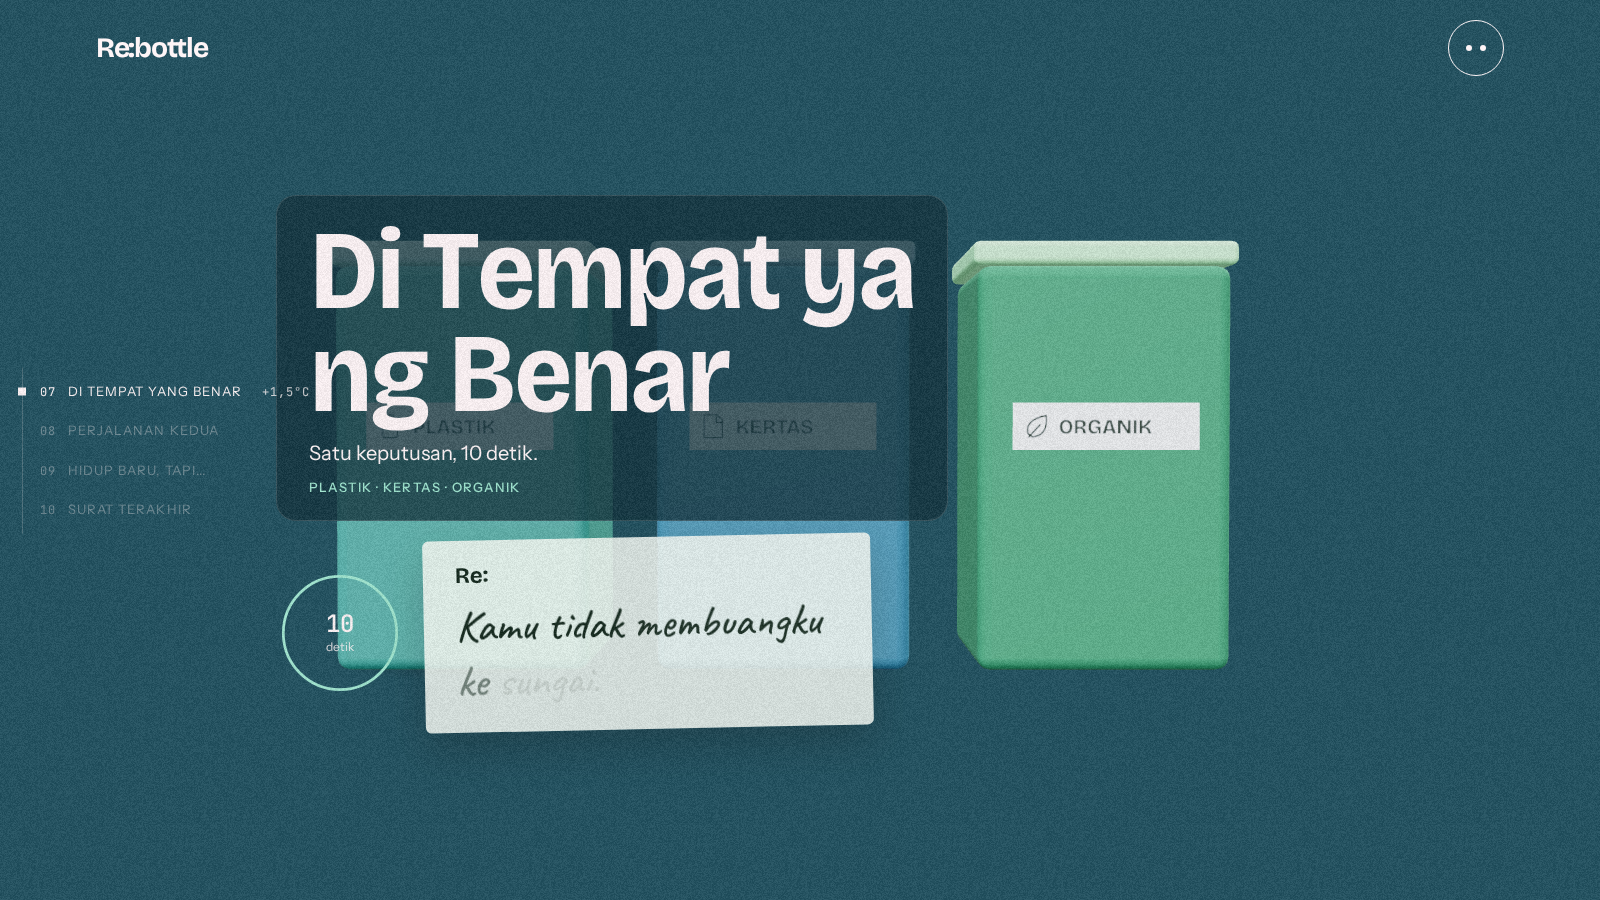 Re:bottle
Di Tempat ya
ng Benar
Satu keputusan, 10 detik.
PLASTIK · KERTAS · ORGANIK
07 DI TEMPAT YANG BENAR +1,5°C
08 PERJALANAN KEDUA
09 HIDUP BARU, TAPI…
10 SURAT TERAKHIR
PLASTIK
KERTAS
ORGANIK
10
detik
Re:
Kamu tidak membuangku
ke sungai.